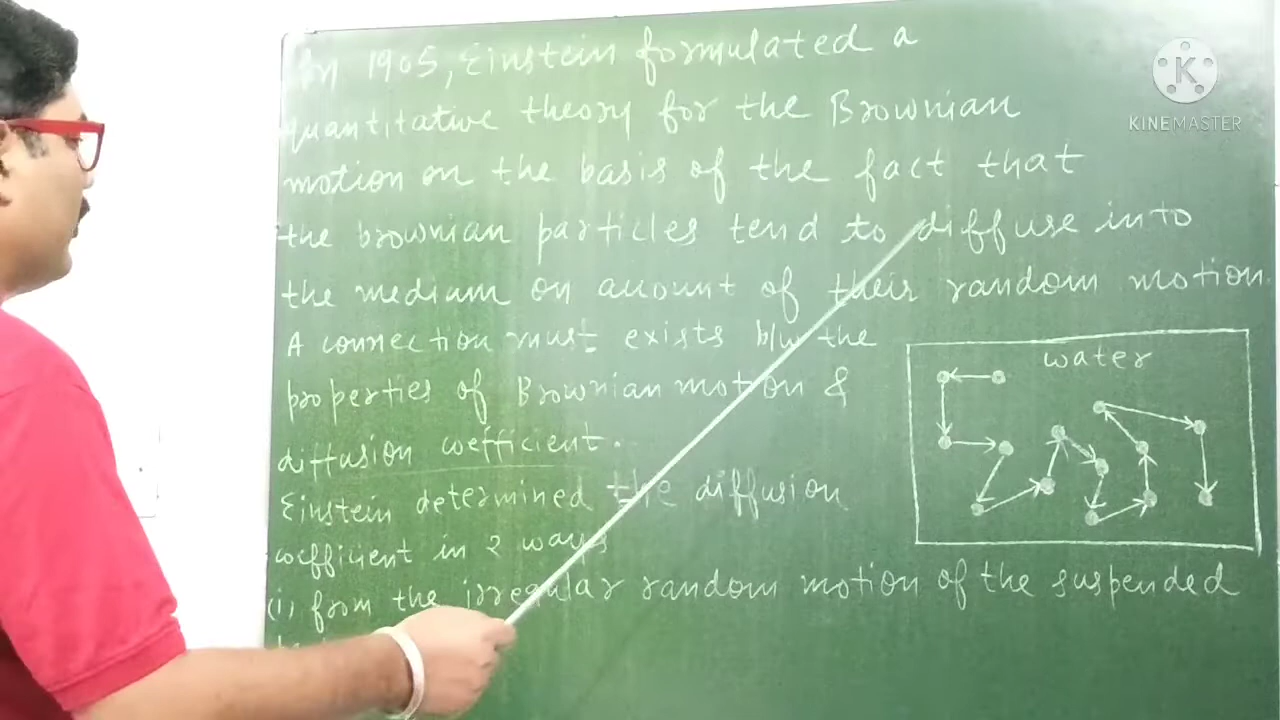 In 1905, Einstein formulated a
quantitative theory for the Brownian
motion on the basis of the fact that
the brownian particles tend to diffuse into
the medium on account of their random motion.
A connection must exists b/w the
properties of Brownian motion &
diffusion coefficient.
Einstein determined the diffusion
coefficient in 2 ways
(i) from the irregular random motion of the suspended
water
K
KINEMASTER